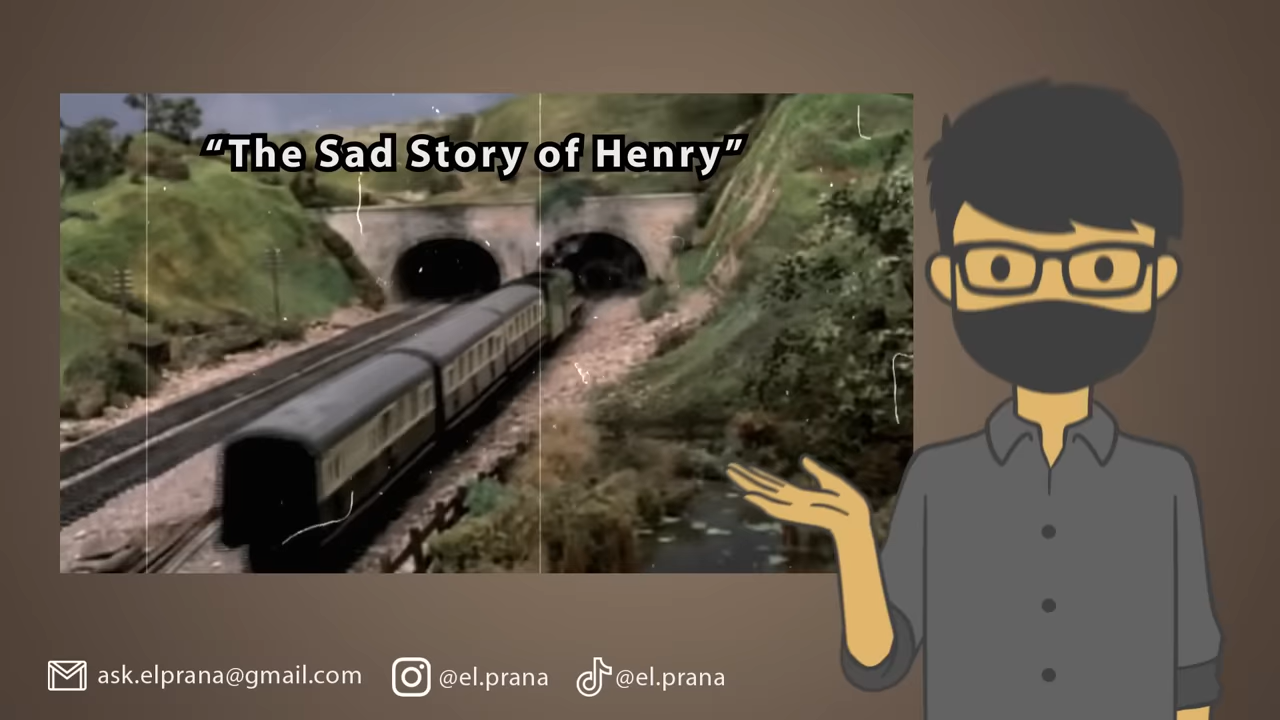 “The Sad Story of Henry”
ask.elprana@gmail.com @el.prana @el.prana